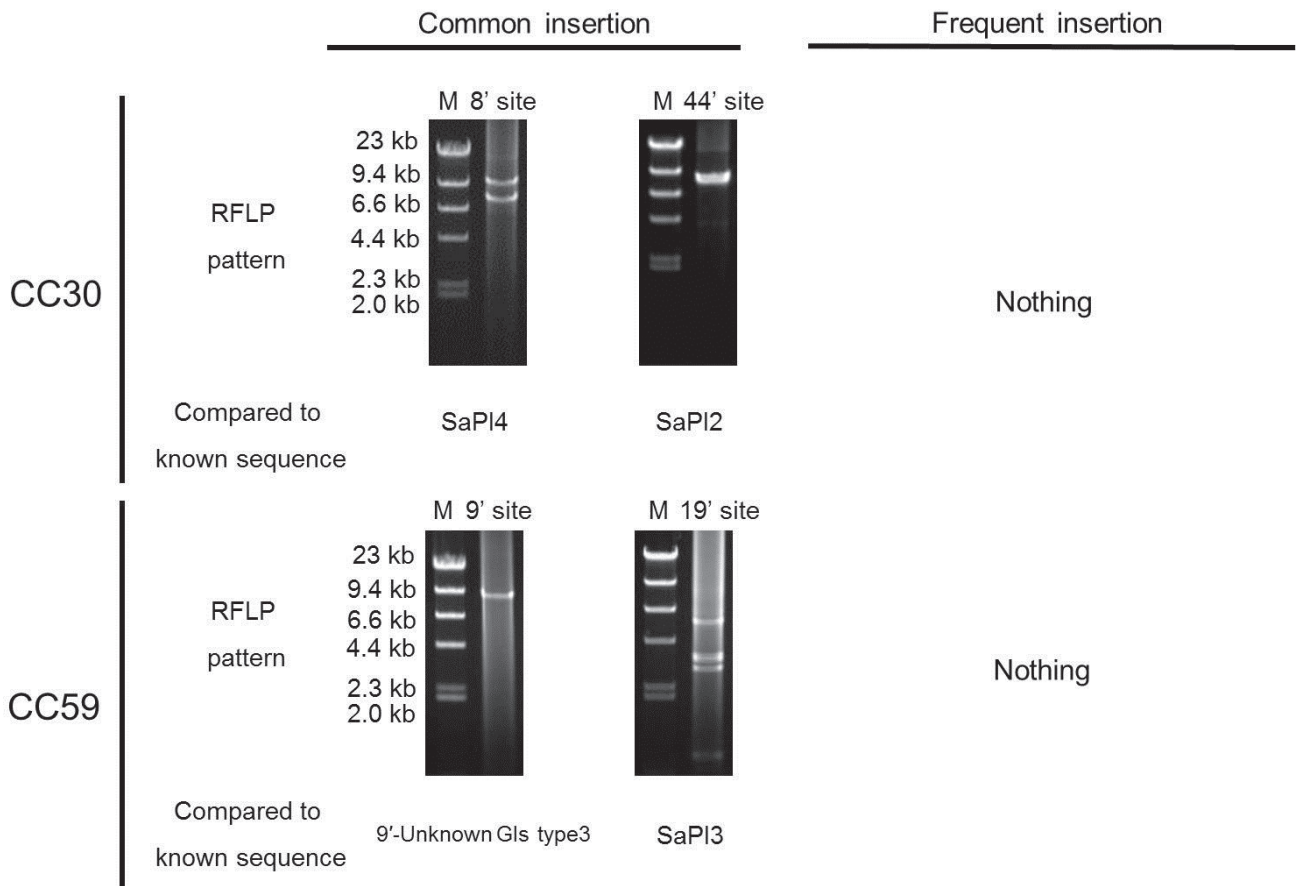 Common insertion
Frequent insertion
CC30
RFLP
pattern
M 8’ site
23 kb
9.4 kb
6.6 kb
4.4 kb
2.3 kb
2.0 kb
M 44’ site
Nothing
Compared to
known sequence
SaPI4
SaPI2
CC59
RFLP
pattern
M 9’ site
23 kb
9.4 kb
6.6 kb
4.4 kb
2.3 kb
2.0 kb
M 19’ site
Nothing
Compared to
known sequence
9′-Unknown GIs type3
SaPI3